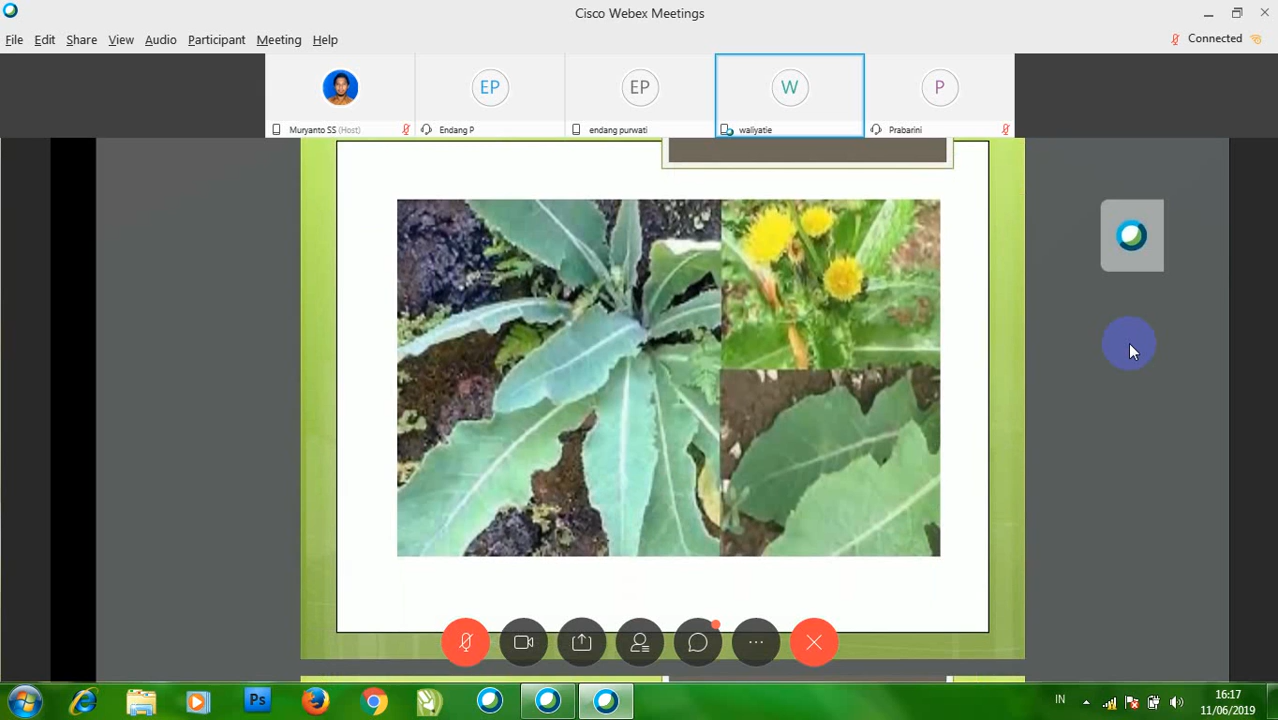 Cisco Webex Meetings
File Edit Share View Audio Participant Meeting Help
Connected
EP
EP
W
P
Muryanto SS (Host)
Endang P
endang purwati
waliyatie
Prabarini
Ps
IN
16:17
11/06/2019